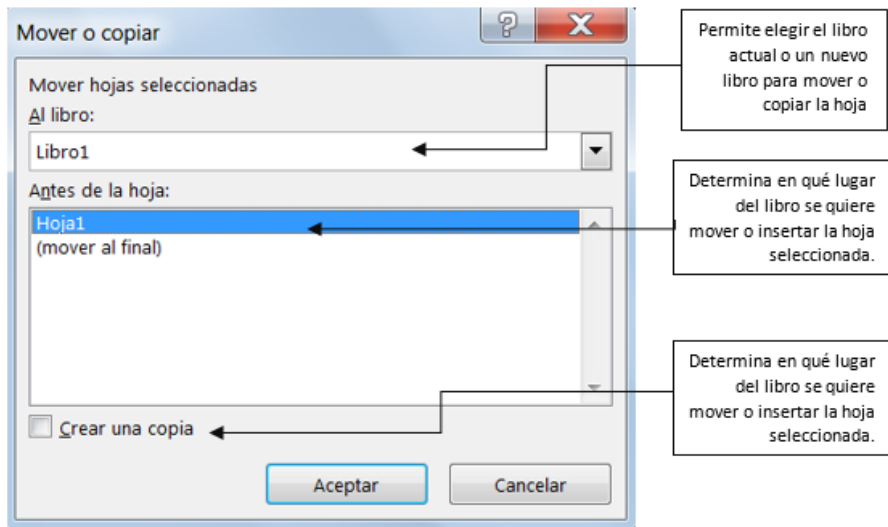 Mover o copiar
Mover hojas seleccionadas
Al libro:
Libro1
Antes de la hoja:
Hoja1
(mover al final)
Crear una copia
Aceptar
Cancelar
Permite elegir el libro
actual o un nuevo
libro para mover o
copiar la hoja
Determina en qué lugar
del libro se quiere
mover o insertar la hoja
seleccionada.
Determina en qué lugar
del libro se quiere
mover o insertar la hoja
seleccionada.